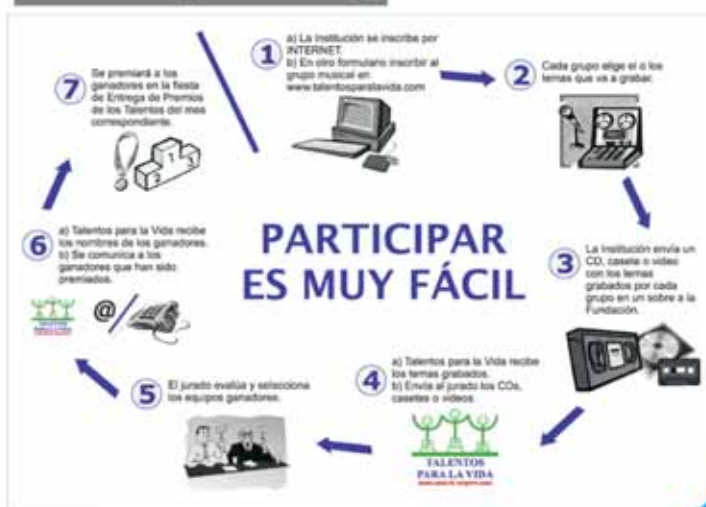 1
a) La Institución se inscribe por
INTERNET.
b) En otro formulario inscribir al
grupo musical en
www.talentosparalavida.com
2
Cada grupo elige el o los
temas que va a grabar.
3
La Institución envía un
CD, casete o video
con los temas
grabados por cada
grupo en un sobre a la
Fundación.
4
a) Talentos para la Vida recibe
los temas grabados.
b) Envía al jurado los CDs,
casetes o videos
TALENTOS
PARA LA VIDA
5
El jurado evalúa y selecciona
los equipos ganadores.
6
a) Talentos para la Vida recibe
los nombres de los ganadores.
b) Se comunica a los
ganadores que han sido
premiados.
TALENTOS
PARA LA VIDA
@/
7
Se premiará a los
ganadores en la fiesta
de Entrega de Premios
de los Talentos del mes
correspondiente.
1
2
3
PARTICIPAR
ES MUY FÁCIL